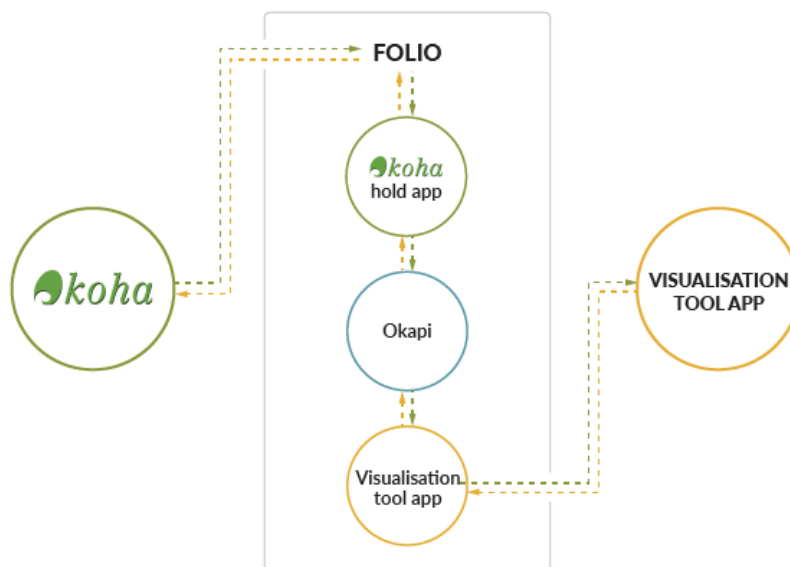 FOLIO
koha
hold app
koha
VISUALISATION
TOOL APP
Okapi
Visualisation
tool app